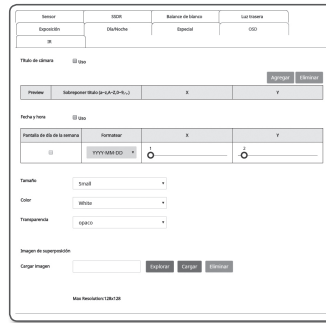 Sensor SSDR Balance de blanco Luz trasera
Exposición Día/Noche Especial OSD
IR
Título de cámara Uso
Agregar Eliminar
Preview Sobreponer título (a~z,A~Z,0~9,-,.) X Y
Fecha y hora Uso
Pantalla de día de la semana Formatear X Y
YYYY-MM-DD 1 2
Tamaño Small
Color White
Transparencia opaco
Imagen de superposición
Cargar imagen Explorar Cargar Eliminar
Max Resolution:128x128